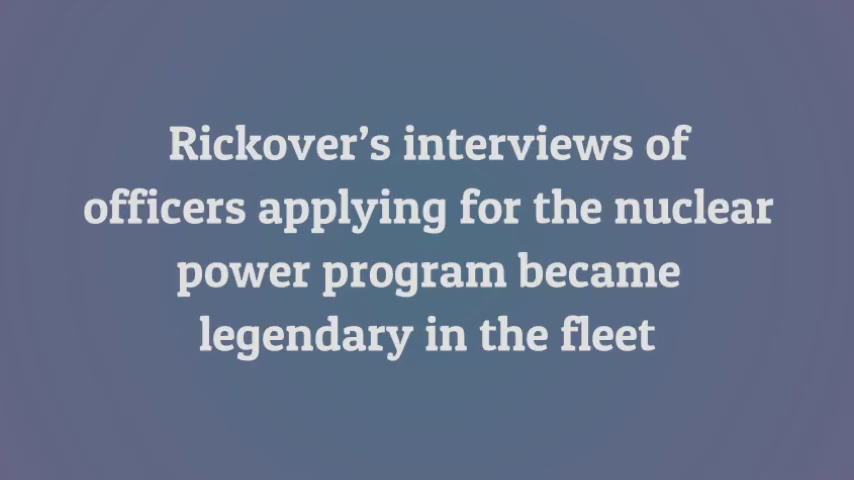 Rickover’s interviews of
officers applying for the nuclear
power program became
legendary in the fleet